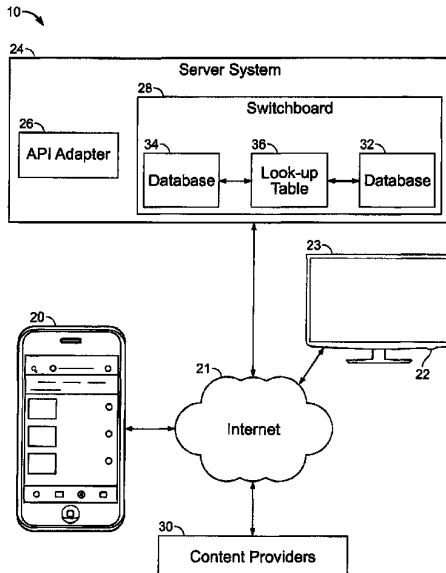 10
24
Server System
28
Switchboard
26
API Adapter
34
Database
36
Look-up
Table
32
Database
23
20
22
21
Internet
30
Content Providers